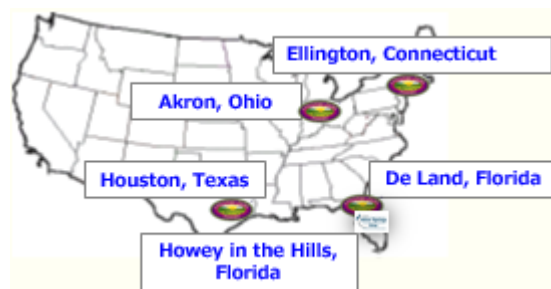 Ellington, Connecticut
Akron, Ohio
Houston, Texas
De Land, Florida
Howey in the Hills,
Florida